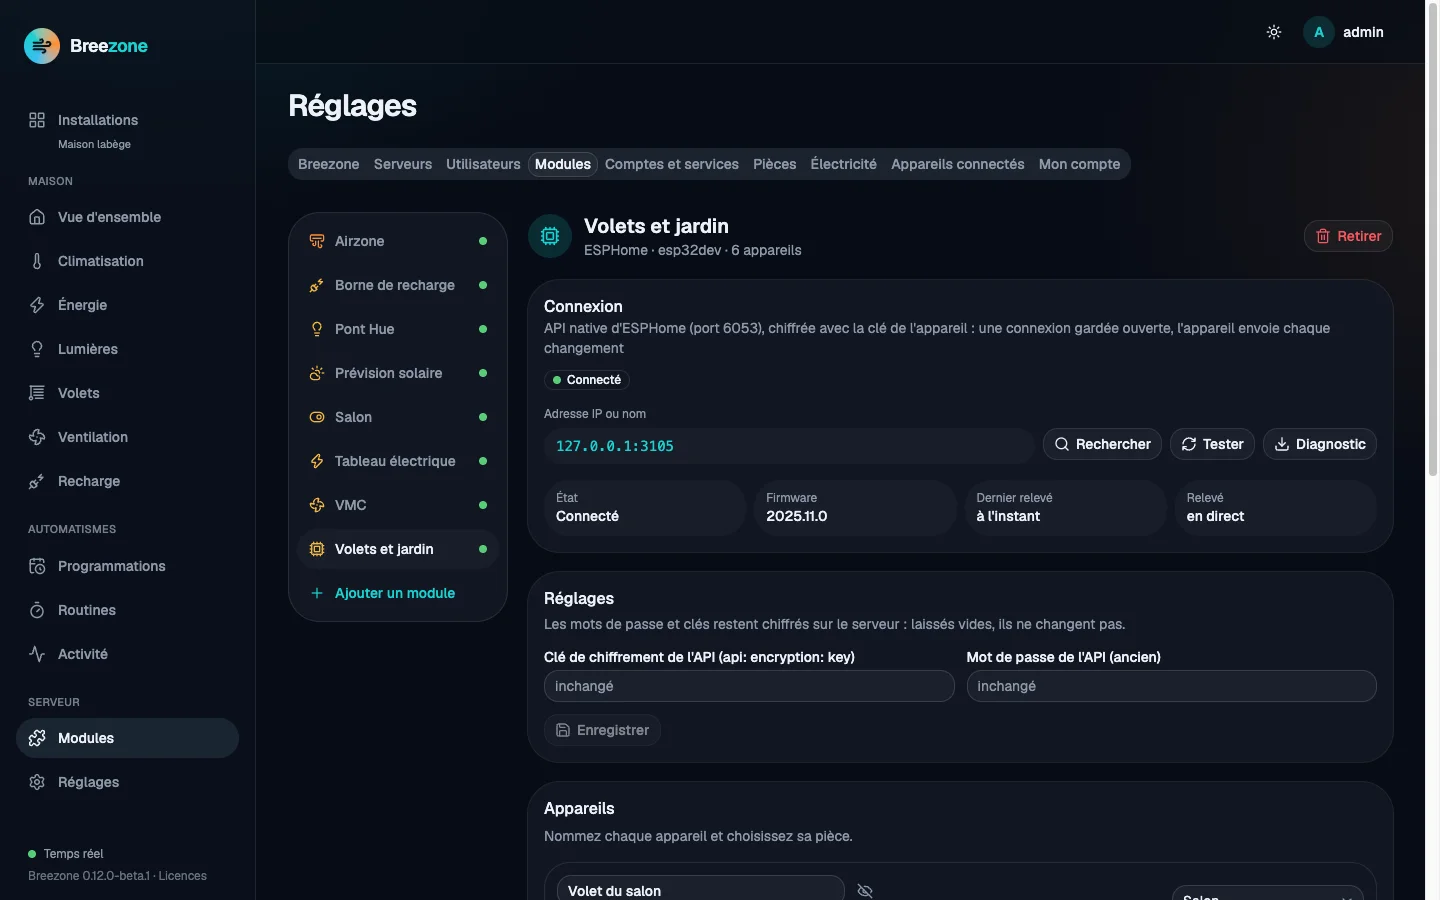 Breezone
A
admin
Installations
Maison labège
MAISON
Vue d'ensemble
Climatisation
Énergie
Lumières
Volets
Ventilation
Recharge
AUTOMATISMES
Programmations
Routines
Activité
SERVEUR
Modules
Réglages
Temps réel
Breezone 0.12.0-beta.1 · Licences
Réglages
Breezone Serveurs Utilisateurs Modules Comptes et services Pièces Électricité Appareils connectés Mon compte
Airzone
Borne de recharge
Pont Hue
Prévision solaire
Salon
Tableau électrique
VMC
Volets et jardin
Ajouter un module
Volets et jardin
ESPHome · esp32dev · 6 appareils
Retirer
Connexion
API native d'ESPHome (port 6053), chiffrée avec la clé de l'appareil : une connexion gardée ouverte, l'appareil envoie chaque
changement
Connecté
Adresse IP ou nom
127.0.0.1:3105
Rechercher
Tester
Diagnostic
État
Connecté
Firmware
2025.11.0
Dernier relevé
à l'instant
Relevé
en direct
Réglages
Les mots de passe et clés restent chiffrés sur le serveur : laissés vides, ils ne changent pas.
Clé de chiffrement de l'API (api: encryption: key)
inchangé
Mot de passe de l'API (ancien)
inchangé
Enregistrer
Appareils
Nommez chaque appareil et choisissez sa pièce.
Volet du salon
Salon